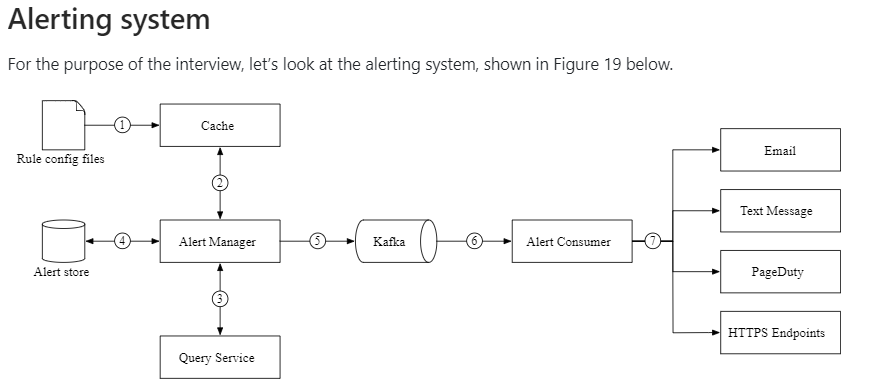 Alerting system
For the purpose of the interview, let's look at the alerting system, shown in Figure 19 below.
1
Cache
Rule config files
2
Email
Text Message
4
Alert Manager
5
Kafka
6
Alert Consumer
7
Alert store
PageDuty
3
HTTPS Endpoints
Query Service